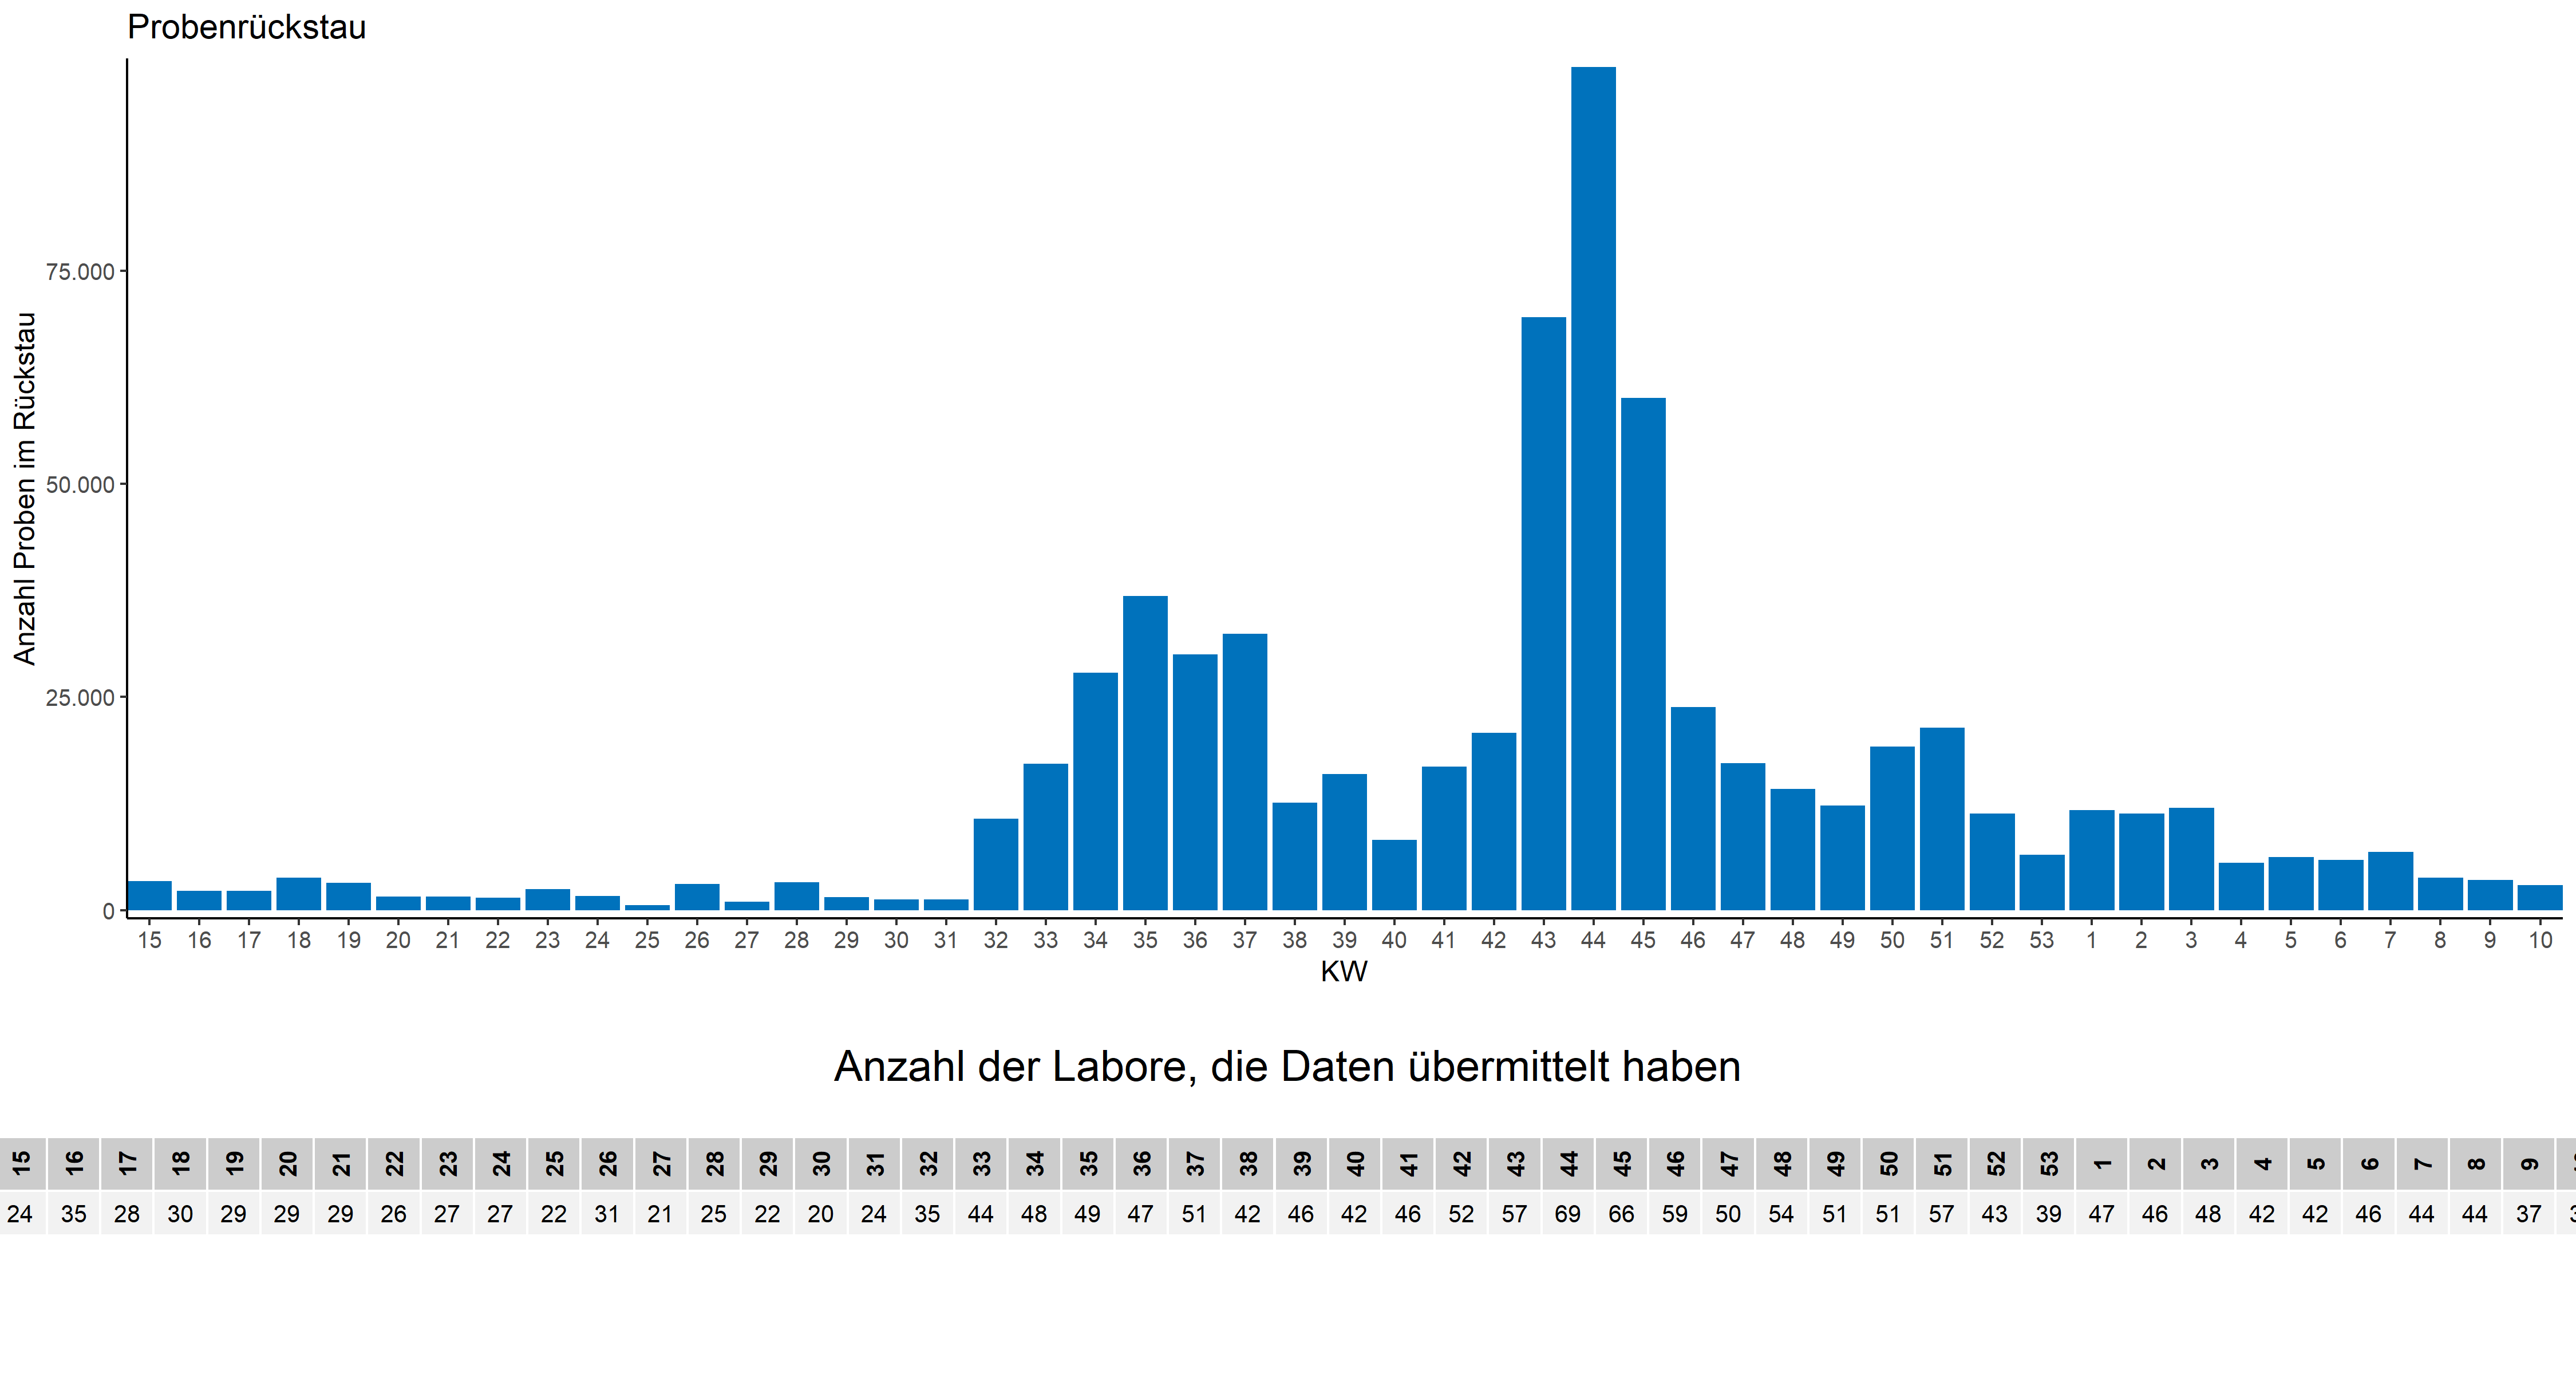 Probenrückstau
Anzahl Proben im Rückstau
75.000
50.000
25.000
0
15 16 17 18 19 20 21 22 23 24 25 26 27 28 29 30 31 32 33 34 35 36 37 38 39 40 41 42 43 44 45 46 47 48 49 50 51 52 53 1 2 3 4 5 6 7 8 9 10
KW
Anzahl der Labore, die Daten übermittelt haben
15 16 17 18 19 20 21 22 23 24 25 26 27 28 29 30 31 32 33 34 35 36 37 38 39 40 41 42 43 44 45 46 47 48 49 50 51 52 53 1 2 3 4 5 6 7 8 9
24 35 28 30 29 29 29 26 27 27 22 31 21 25 22 20 24 35 44 48 49 47 51 42 46 42 46 52 57 69 66 59 50 54 51 51 57 43 39 47 46 48 42 42 46 44 44 37